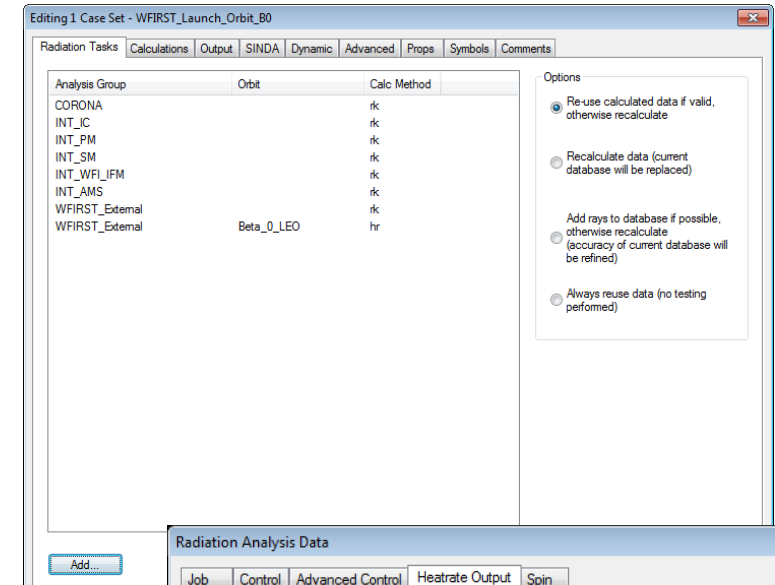 Editing 1 Case Set - WFIRST_Launch_Orbit_B0
Radiation Tasks Calculations Output SINDA Dynamic Advanced Props Symbols Comments
Analysis Group Orbit Calc Method
CORONA rk
INT_IC rk
INT_PM rk
INT_SM rk
INT_WFI_IFM rk
INT_AMS rk
WFIRST_External rk
WFIRST_External Beta_0_LEO hr
Options
Re-use calculated data if valid,
otherwise recalculate
Recalculate data (current
database will be replaced)
Add rays to database if possible,
otherwise recalculate
(accuracy of current database will
be refined)
Always reuse data (no testing
performed)
Add...
Radiation Analysis Data
Job Control Advanced Control Heatrate Output Spin